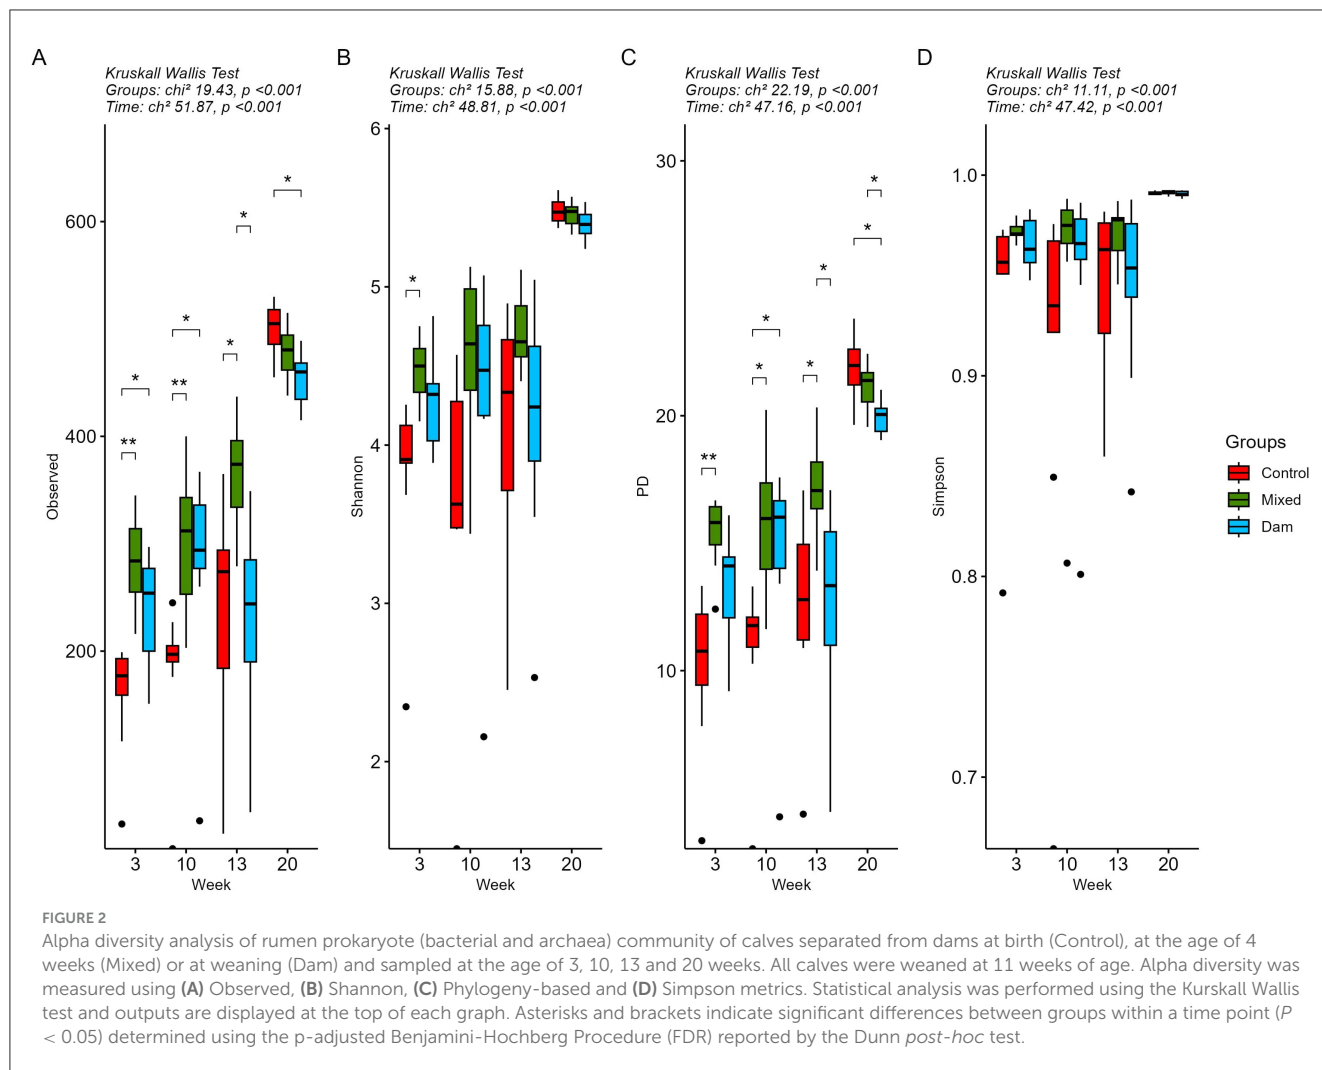 A
Kruskall Wallis Test
Groups: chi² 19.43, p <0.001
Time: ch² 51.87, p <0.001
Observed
600
400
200
**
*
**
*
*
*
*
3 10 13 20
Week
B
Kruskall Wallis Test
Groups: ch² 15.88, p <0.001
Time: ch² 48.81, p <0.001
Shannon
6
5
4
3
2
*
3 10 13 20
Week
C
Kruskall Wallis Test
Groups: ch² 22.19, p <0.001
Time: ch² 47.16, p <0.001
PD
30
20
10
**
*
*
*
*
*
*
3 10 13 20
Week
D
Kruskall Wallis Test
Groups: ch² 11.11, p <0.001
Time: ch² 47.42, p <0.001
Simpson
1.0
0.9
0.8
0.7
3 10 13 20
Week
Groups
Control
Mixed
Dam
FIGURE 2
Alpha diversity analysis of rumen prokaryote (bacterial and archaea) community of calves separated from dams at birth (Control), at the age of 4
weeks (Mixed) or at weaning (Dam) and sampled at the age of 3, 10, 13 and 20 weeks. All calves were weaned at 11 weeks of age. Alpha diversity was
measured using (A) Observed, (B) Shannon, (C) Phylogeny-based and (D) Simpson metrics. Statistical analysis was performed using the Kurskall Wallis
test and outputs are displayed at the top of each graph. Asterisks and brackets indicate significant differences between groups within a time point (P
< 0.05) determined using the p-adjusted Benjamini-Hochberg Procedure (FDR) reported by the Dunn post-hoc test.